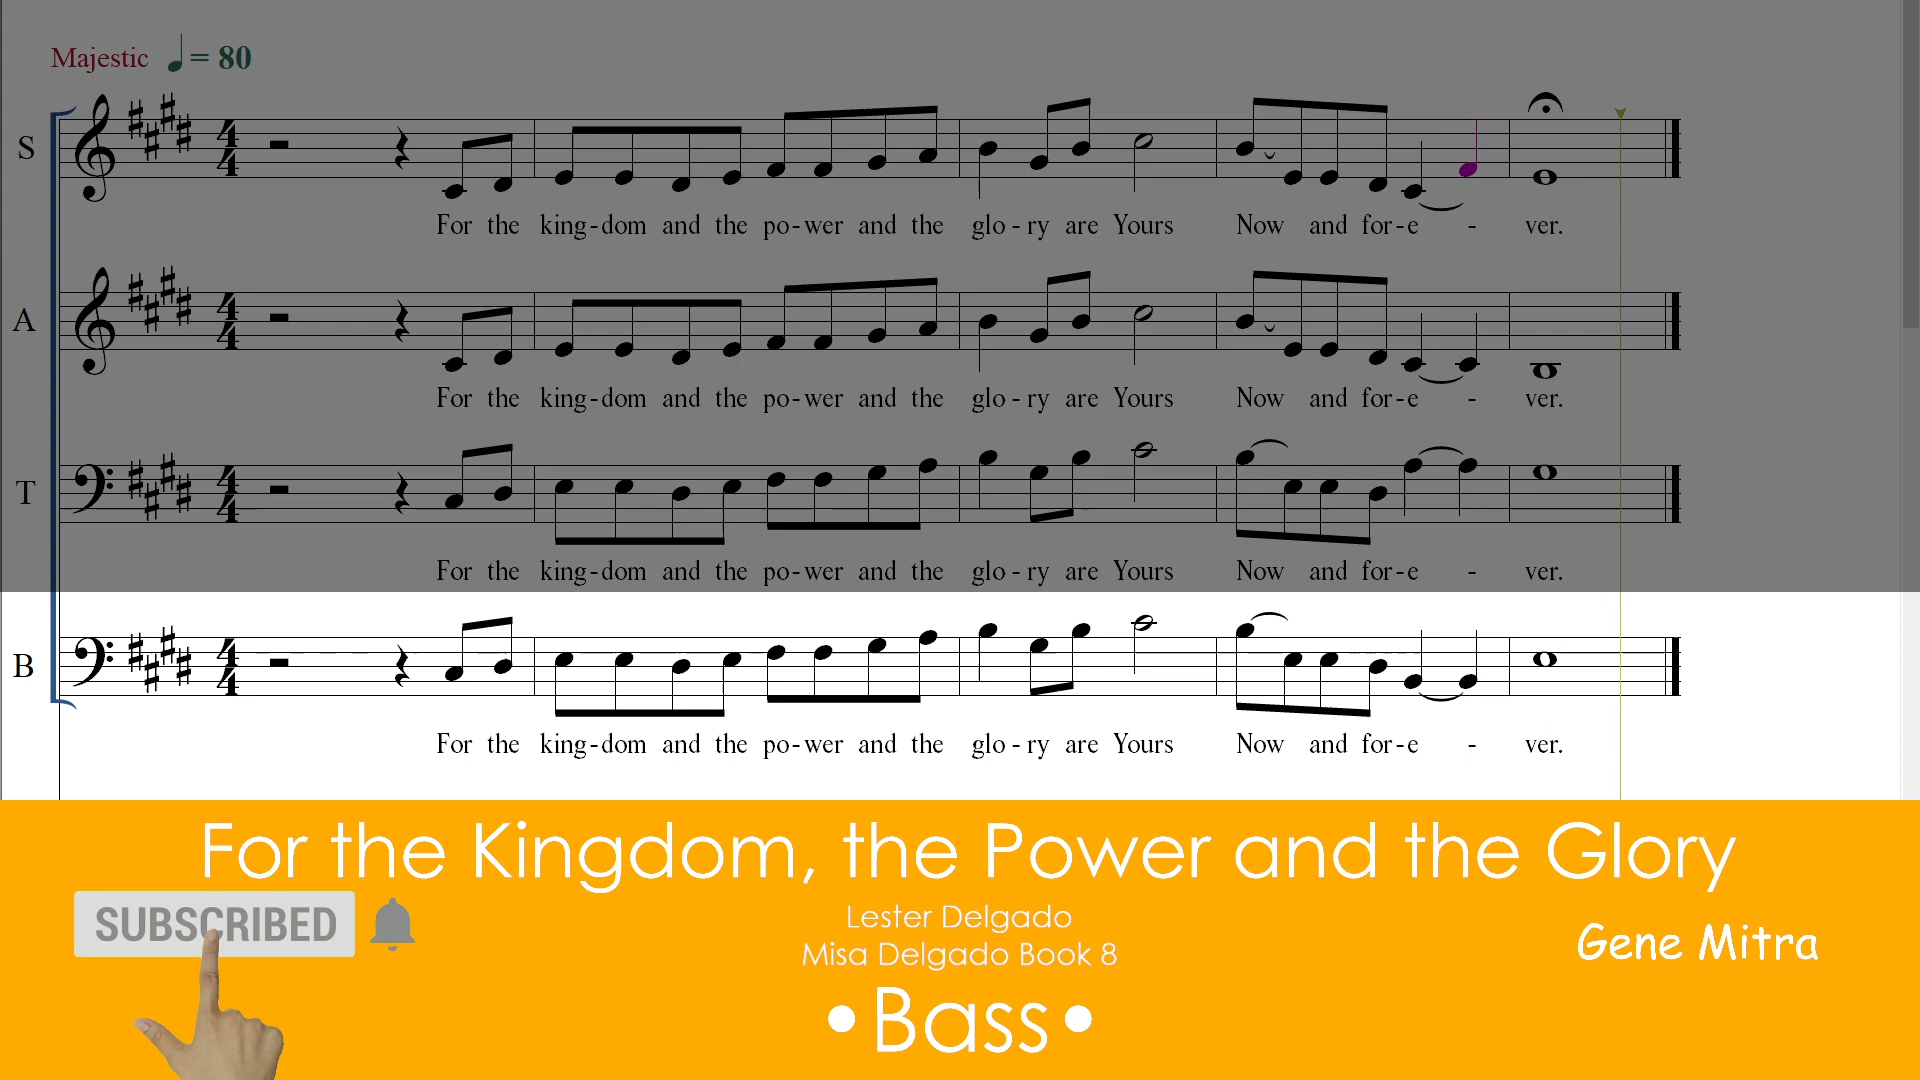 Majestic = 80
S
For the king-dom and the po-wer and the glo-ry are Yours Now and for-e - ver.
A
For the king-dom and the po-wer and the glo-ry are Yours Now and for-e - ver.
T
For the king-dom and the po-wer and the glo-ry are Yours Now and for-e - ver.
B
For the king-dom and the po-wer and the glo-ry are Yours Now and for-e - ver.
For the Kingdom, the Power and the Glory
SUBSCRIBED
Lester Delgado
Misa Delgado Book 8
Gene Mitra
•Bass•